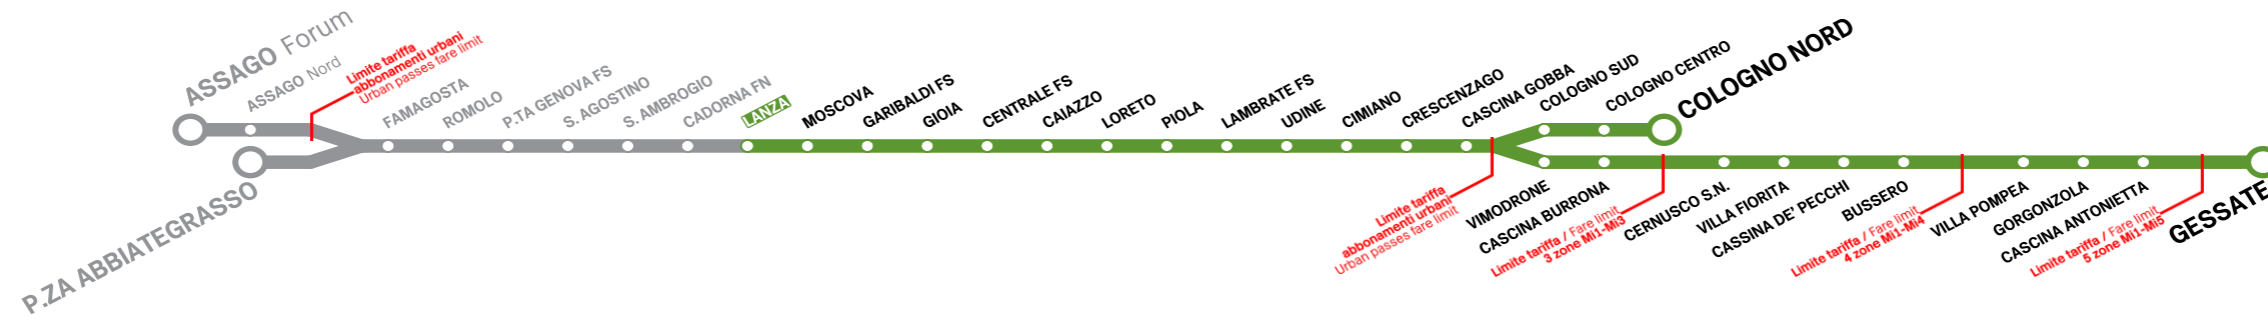 ASSAGO Forum
ASSAGO Nord
Limite tariffa
abbonamenti urbani
Urban passes fare limit
P.ZA ABBIATEGRASSO
FAMAGOSTA
ROMOLO
P.TA GENOVA FS
S. AGOSTINO
S. AMBROGIO
CADORNA FN
LANZA
MOSCOVA
GARIBALDI FS
GIOIA
CENTRALE FS
CAIAZZO
LORETO
PIOLA
LAMBRATE FS
UDINE
CIMIANO
CRESCENZAGO
CASCINA GOBBA
COLOGNO SUD
COLOGNO CENTRO
COLOGNO NORD
Limite tariffa
abbonamenti urbani
Urban passes fare limit
VIMODRONE
CASCINA BURRONA
Limite tariffa / Fare limit
3 zone Mi1-Mi3
CERNUSCO S.N.
VILLA FIORITA
CASSINA DE' PECCHI
BUSSERO
Limite tariffa / Fare limit
4 zone Mi1-Mi4
VILLA POMPEA
GORGONZOLA
CASCINA ANTONIETTA
Limite tariffa / Fare limit
5 zone Mi1-Mi5
GESSATE